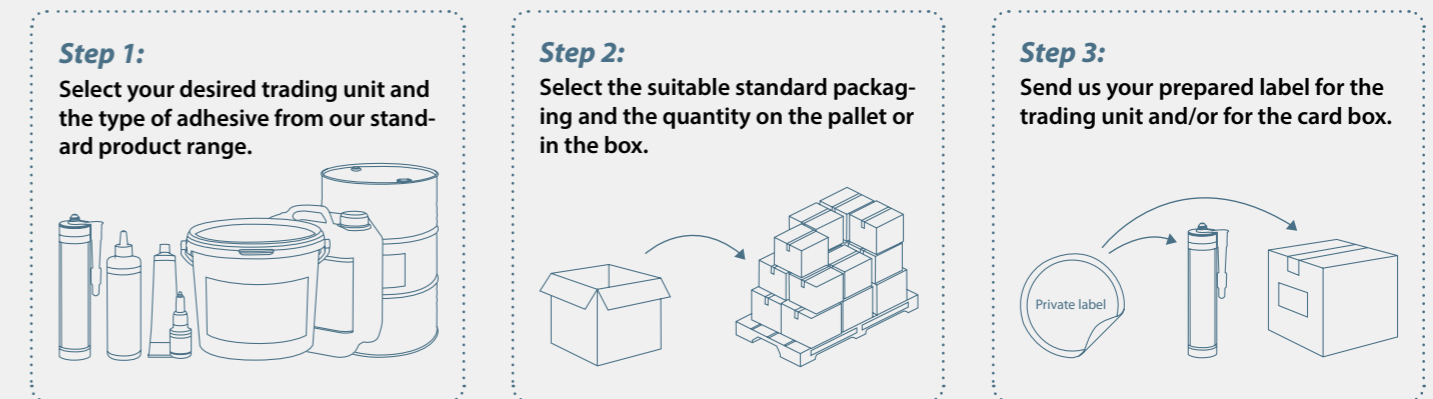 Step 1:
Select your desired trading unit and
the type of adhesive from our stand-
ard product range.
Step 2:
Select the suitable standard packag-
ing and the quantity on the pallet or
in the box.
Step 3:
Send us your prepared label for the
trading unit and/or for the card box.
Private label